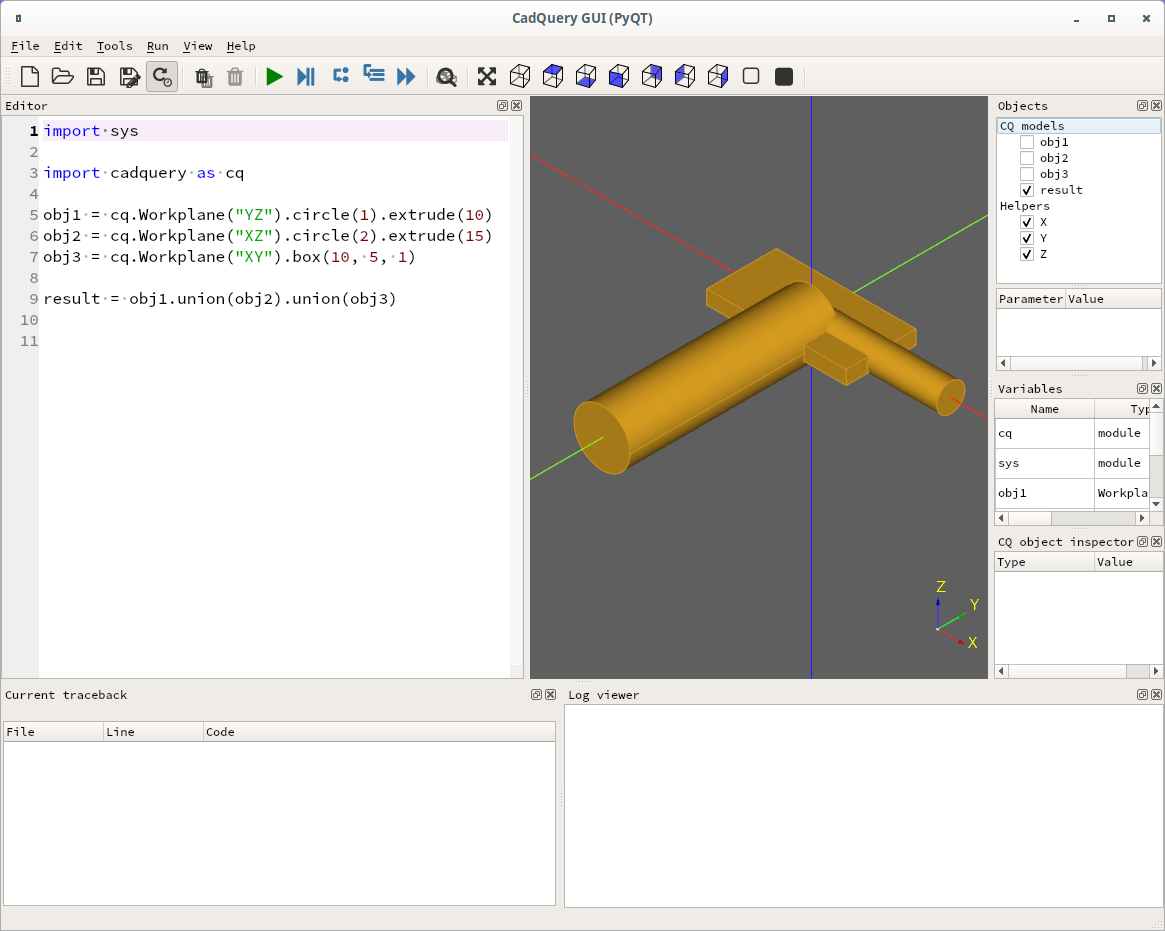 CadQuery GUI (PyQT)
File Edit Tools Run View Help
Editor
1 import·sys
2
3 import·cadquery·as·cq
4
5 obj1·=·cq.Workplane("YZ").circle(1).extrude(10)
6 obj2·=·cq.Workplane("XZ").circle(2).extrude(15)
7 obj3·=·cq.Workplane("XY").box(10,·5,·1)
8
9 result·=·obj1.union(obj2).union(obj3)
10
11
Z
Y
X
Objects
CQ models
obj1
obj2
obj3
result
Helpers
X
Y
Z
Parameter Value
Variables
Name Typ
cq module
sys module
obj1 Workpla
CQ object inspector
Type Value
Current traceback
File Line Code
Log viewer